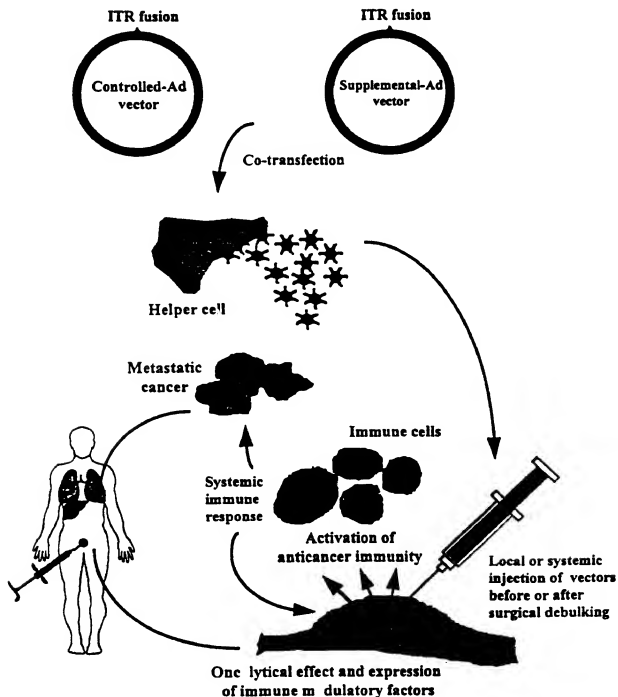 ITR fusion
ITR fusion
Controlled-Ad
vector
Supplemental-Ad
vector
Co-transfection
Helper cell
Metastatic
cancer
Immune cells
Systemic
immune
response
Activation of
anticancer immunity
Local or systemic
injection of vectors
before or after
surgical debulking
Onc lytical effect and expression
of immune m dulatory factors